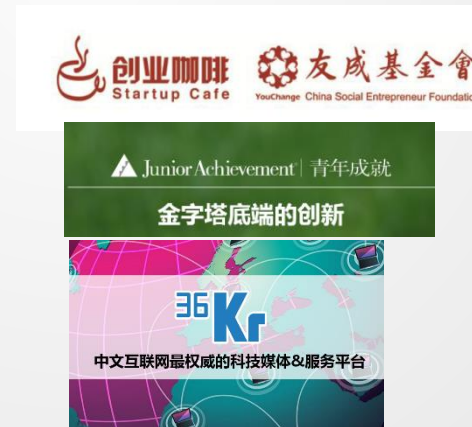 创业咖啡
Startup Cafe
友成基金會
YouChange China Social Entrepreneur Foundation
Junior Achievement 青年成就
金字塔底端的创新
36Kr
中文互联网最权威的科技媒体&服务平台